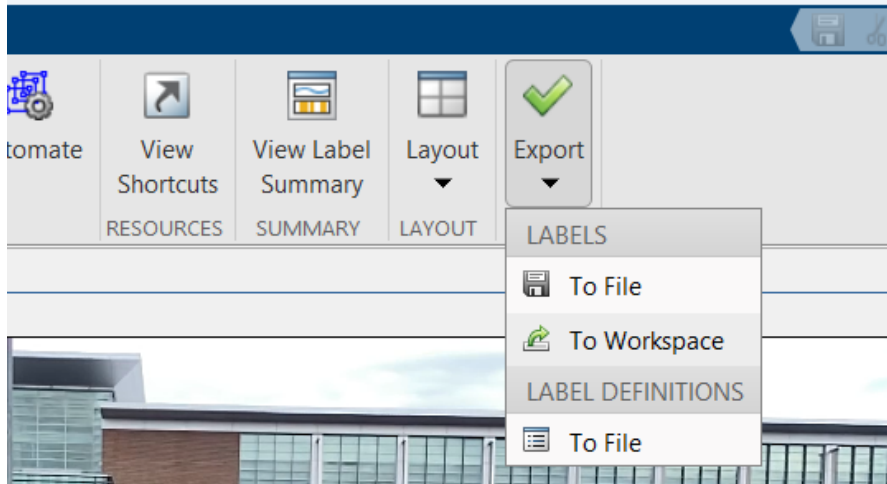 tomate
View
Shortcuts
View Label
Summary
Layout
Export
RESOURCES
SUMMARY
LAYOUT
LABELS
To File
To Workspace
LABEL DEFINITIONS
To File